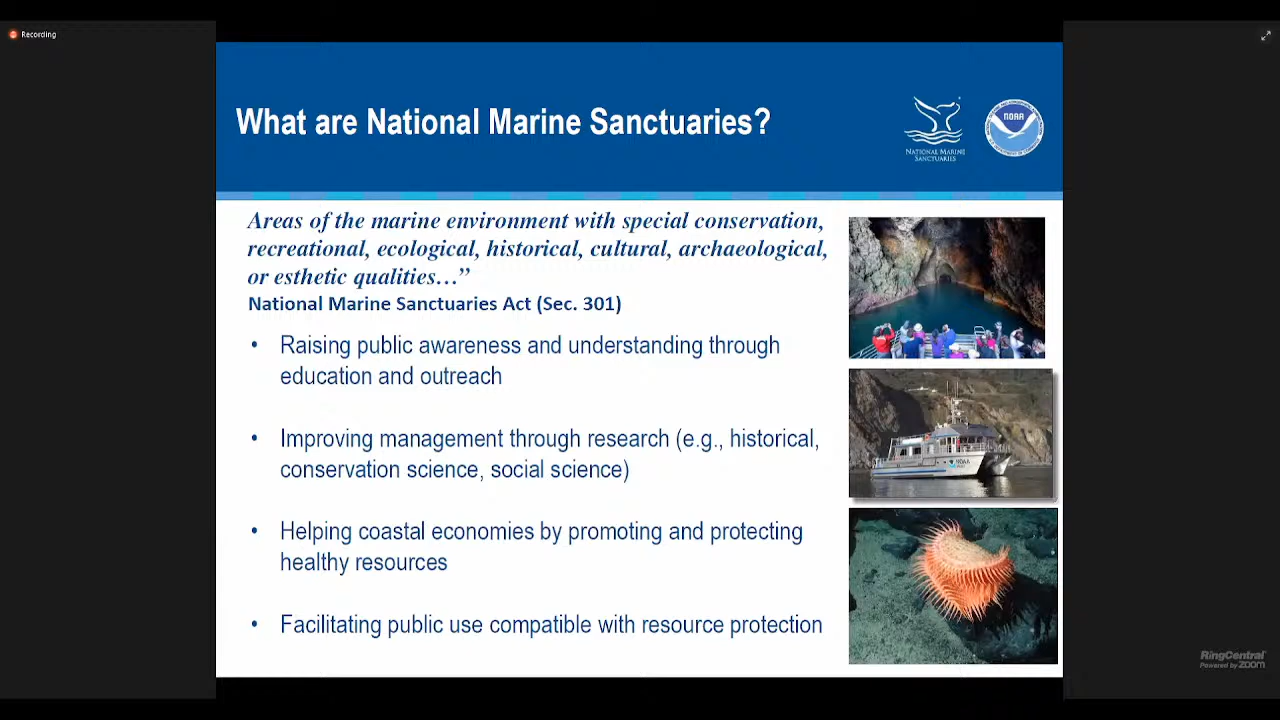 Recording
What are National Marine Sanctuaries?
NATIONAL MARINE
SANCTUARIES
NOAA
Areas of the marine environment with special conservation,
recreational, ecological, historical, cultural, archaeological,
or esthetic qualities…”
National Marine Sanctuaries Act (Sec. 301)
• Raising public awareness and understanding through
education and outreach
• Improving management through research (e.g., historical,
conservation science, social science)
• Helping coastal economies by promoting and protecting
healthy resources
• Facilitating public use compatible with resource protection
NOAA
RingCentral
Powered by zoom